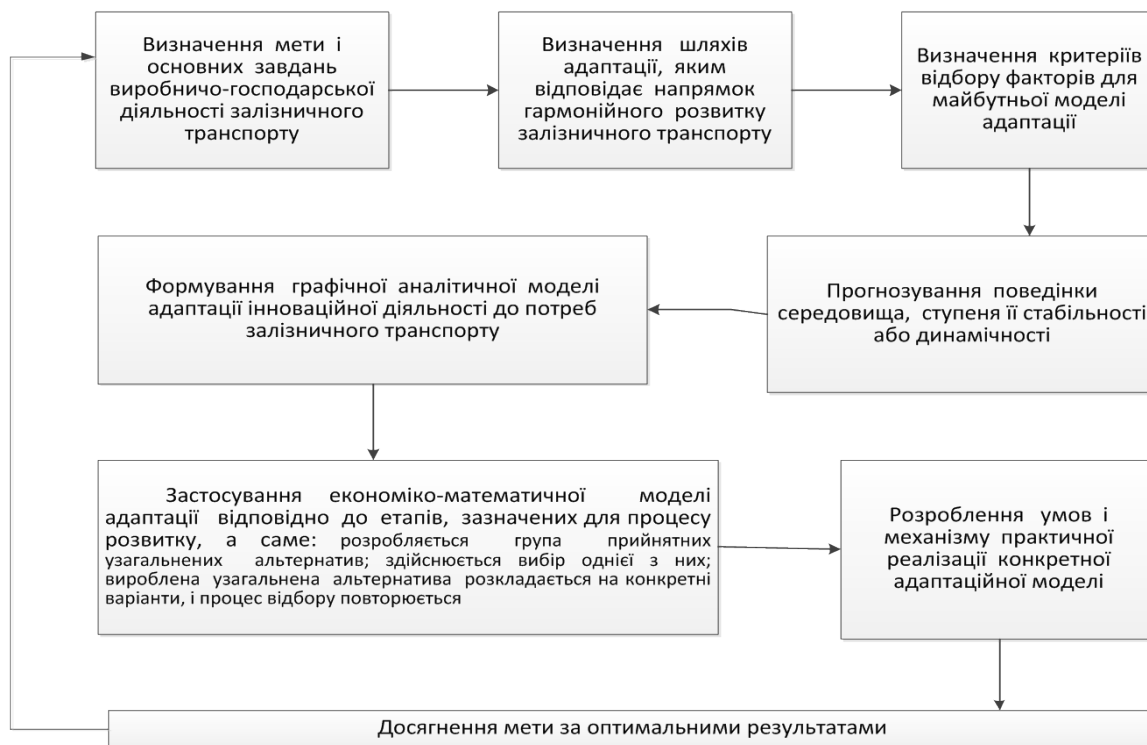 Визначення мети і
основних завдань
виробничо-господарської
діяльності залізничного
транспорту
Визначення шляхів
адаптації, яким
відповідає напрямок
гармонійного розвитку
залізничного транспорту
Визначення критеріїв
відбору факторів для
майбутньої моделі
адаптації
Прогнозування поведінки
середовища, ступеня її стабільності
або динамічності
Формування графічної аналітичної моделі
адаптації інноваційної діяльності до потреб
залізничного транспорту
Застосування економіко-математичної моделі
адаптації відповідно до етапів, зазначених для процесу
розвитку, а саме: розробляється група прийнятних
узагальнених альтернатив; здійснюється вибір однієї з них;
вироблена узагальнена альтернатива розкладається на конкретні
варіанти, і процес відбору повторюється
Розроблення умов і
механізму практичної
реалізації конкретної
адаптаційної моделі
Досягнення мети за оптимальними результатами